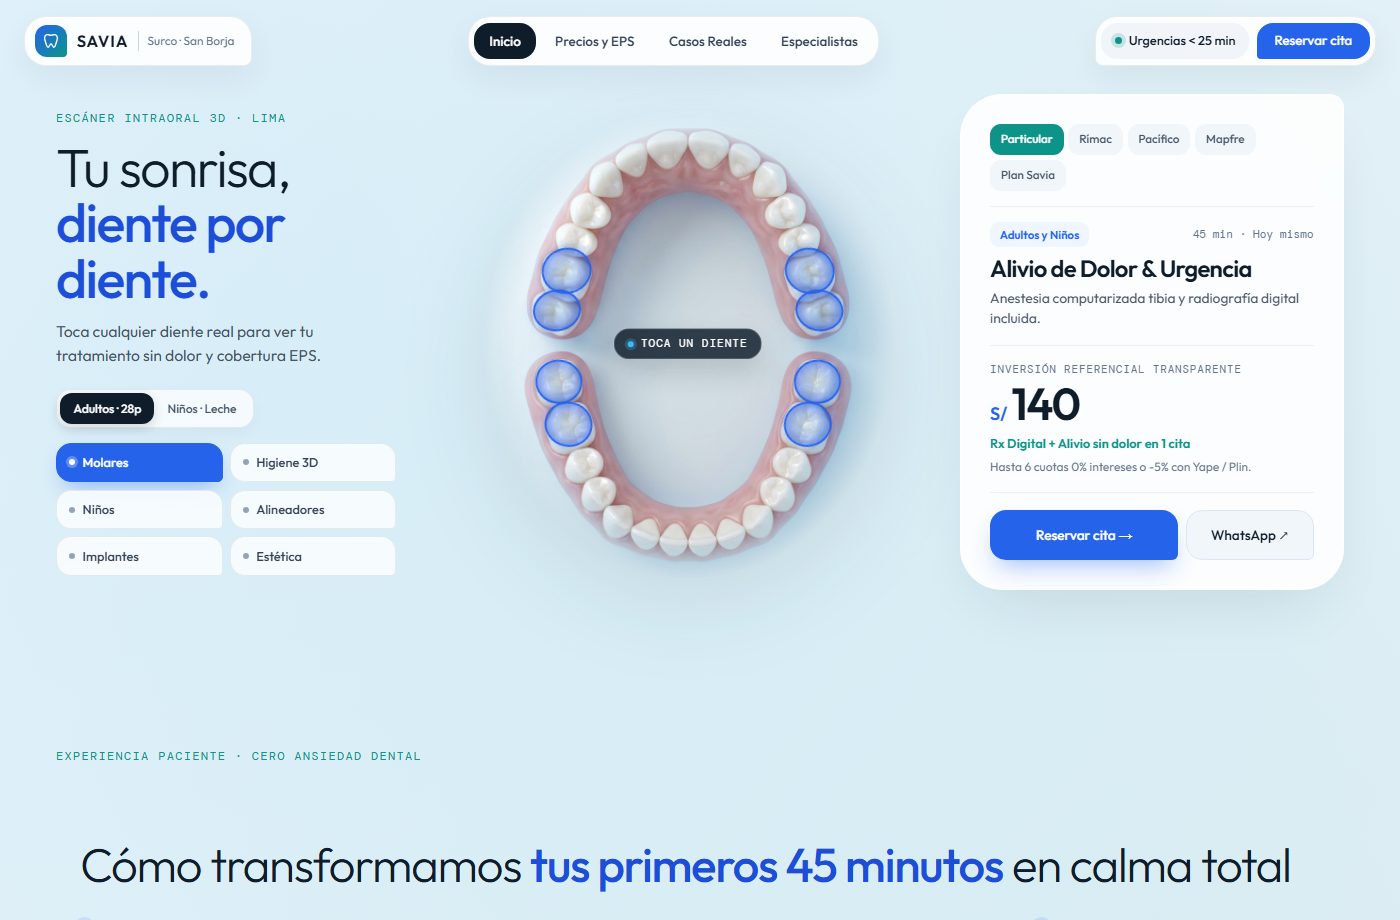 SAVIA
Surco · San Borja
Inicio
Precios y EPS
Casos Reales
Especialistas
Urgencias < 25 min
Reservar cita
ESCÁNER INTRAORAL 3D · LIMA
Tu sonrisa,
diente por
diente.
Toca cualquier diente real para ver tu
tratamiento sin dolor y cobertura EPS.
Adultos · 28p
Niños · Leche
Molares
Higiene 3D
Niños
Alineadores
Implantes
Estética
TOCA UN DIENTE
Particular
Rímac
Pacífico
Mapfre
Plan Savia
Adultos y Niños
45 min · Hoy mismo
Alivio de Dolor & Urgencia
Anestesia computarizada tibia y radiografía digital
incluida.
INVERSIÓN REFERENCIAL TRANSPARENTE
S/ 140
Rx Digital + Alivio sin dolor en 1 cita
Hasta 6 cuotas 0% intereses o -5% con Yape / Plin.
Reservar cita →
WhatsApp ↗
EXPERIENCIA PACIENTE · CERO ANSIEDAD DENTAL
Cómo transformamos tus primeros 45 minutos en calma total